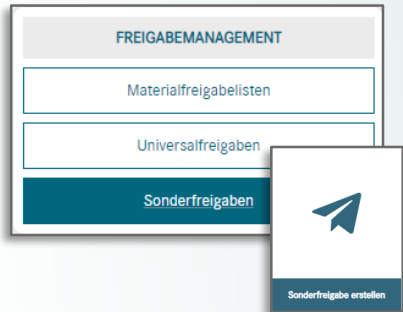 FREIGABEMANAGEMENT
Materialfreigabelisten
Universalfreigaben
Sonderfreigaben
Sonderfreigabe erstellen